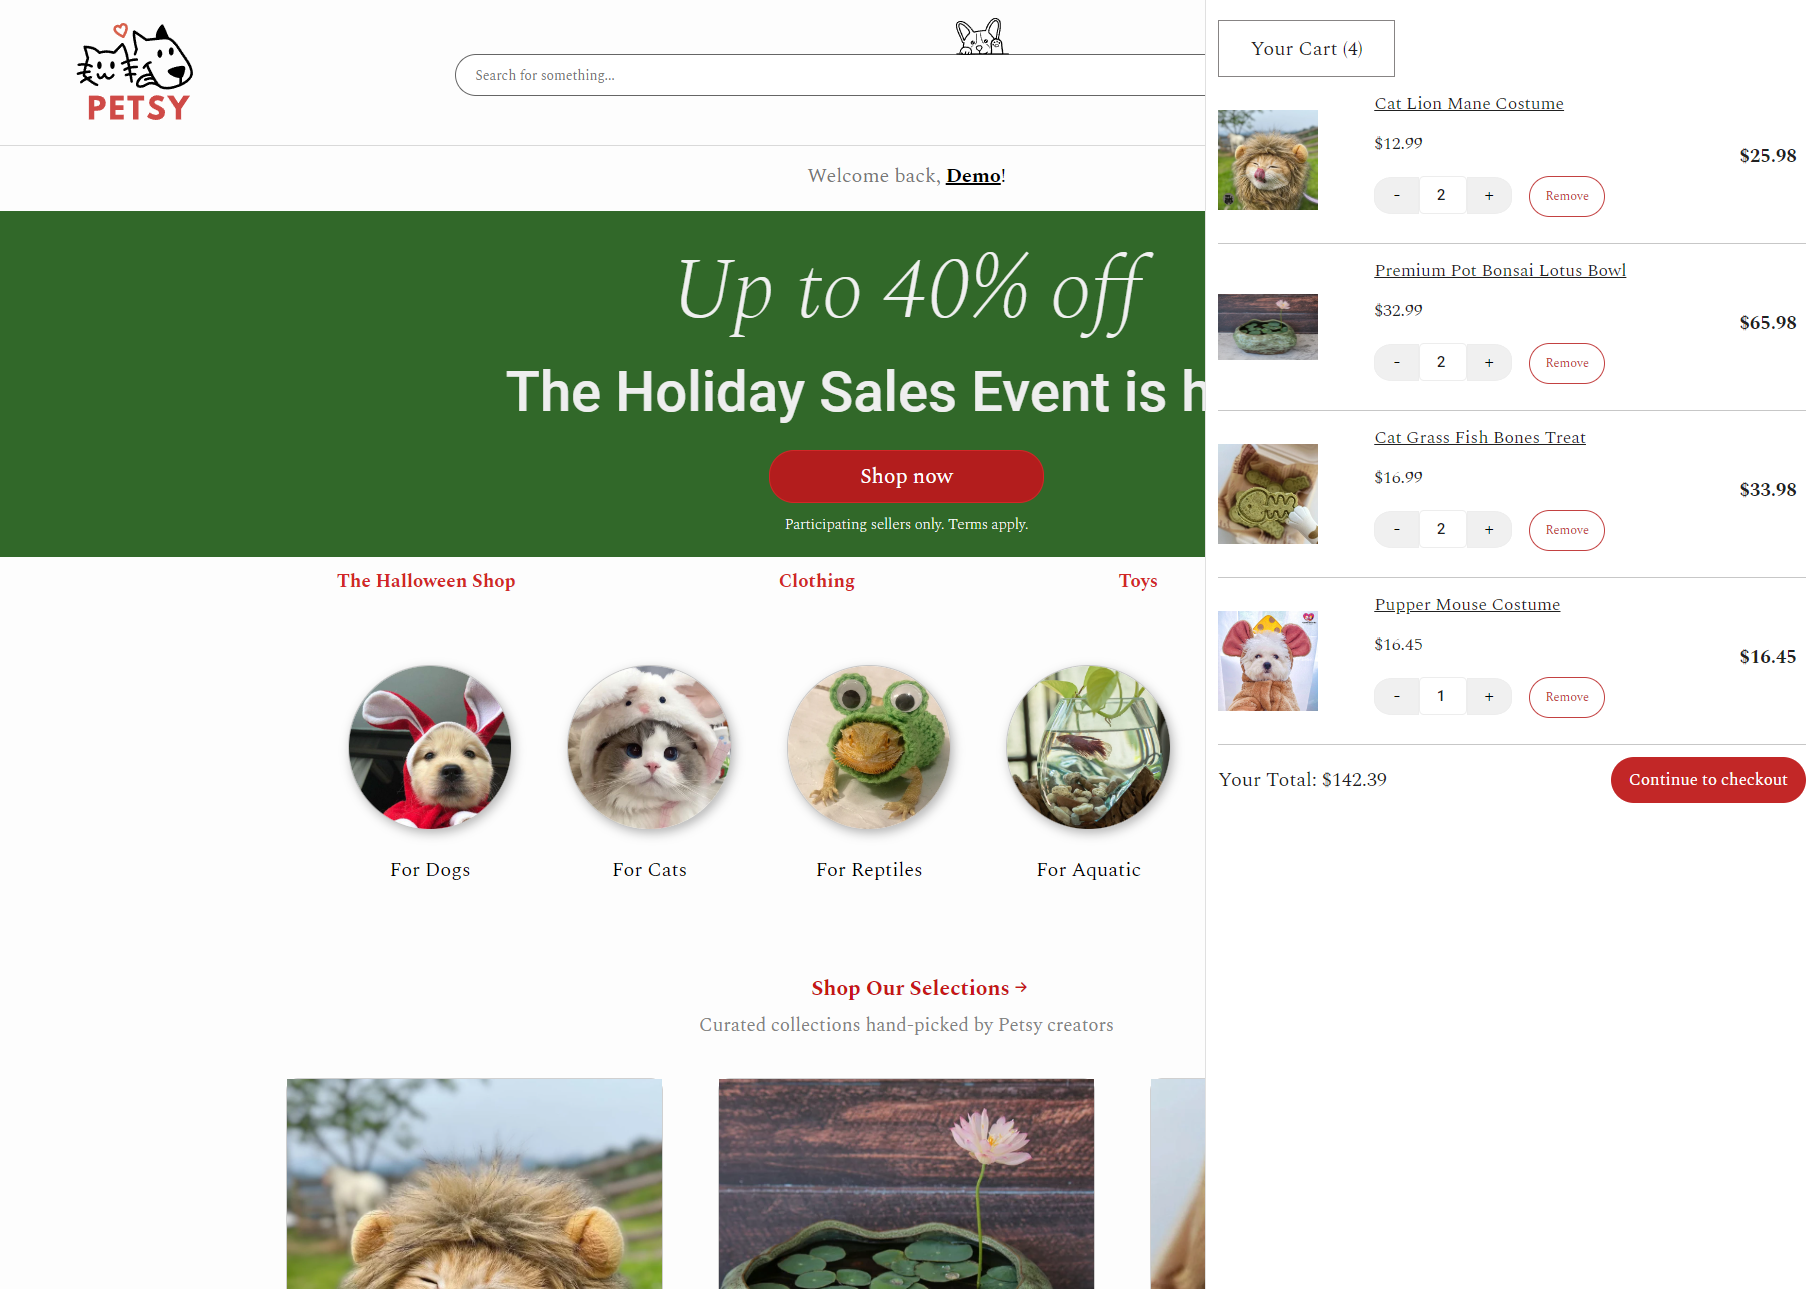 PETSY
Search for something...
Welcome back, Demo!
Up to 40% off
The Holiday Sales Event is h
Shop now
Participating sellers only. Terms apply.
The Halloween Shop
Clothing
Toys
For Dogs
For Cats
For Reptiles
For Aquatic
Shop Our Selections →
Curated collections hand-picked by Petsy creators
Your Cart (4)
Cat Lion Mane Costume
$12.99
$25.98
- 2 + Remove
Premium Pot Bonsai Lotus Bowl
$32.99
$65.98
- 2 + Remove
Cat Grass Fish Bones Treat
$16.99
$33.98
- 2 + Remove
Pupper Mouse Costume
$16.45
$16.45
- 1 + Remove
Your Total: $142.39
Continue to checkout